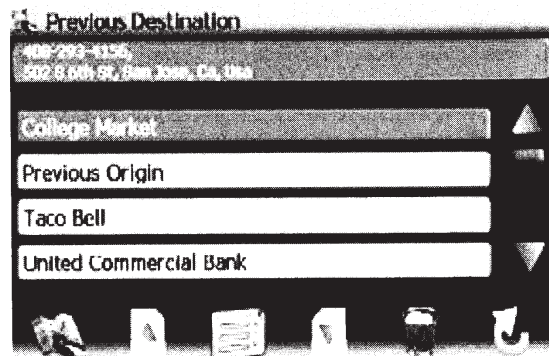 Previous Destination
408-293-4156,
502 S 6th St, San Jose, Ca, Usa
College Market
Previous Origin
Taco Bell
United Commercial Bank